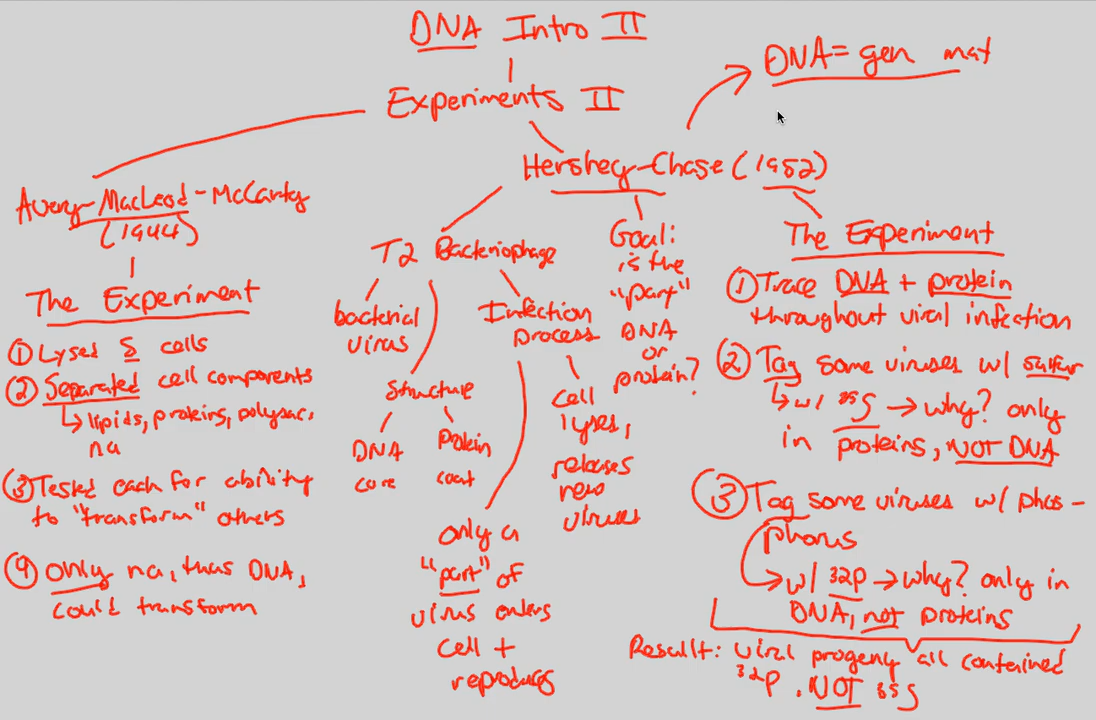 DNA Intro II
DNA = gen mat
Experiments II
Avery-MacLeod-McCarty
(1944)
The Experiment
① Lysed S cells
② Separated cell components
↳ lipids, proteins, polysac,
na
③ Tested each for ability
to "transform" others
④ only na, thus DNA,
could transform
Hershey-Chase (1952)
T2 Bacteriophage
bacterial
virus
Structure
DNA
core
Protein
coat
Infection
process
only a
"part" of
virus enters
cell +
reproduces
cell
lyses,
releases
new
viruses
Goal:
is the
"part"
DNA
or
protein?
The Experiment
① Trace DNA + protein
throughout viral infection
② Tag some viruses w/ sulfur
↳ w/ 35S → why? only
in proteins, NOT DNA
③ Tag some viruses w/ phos-
phorus
→ w/ 32P → why? only in
DNA, not proteins
Result: viral progeny all contained
32P, NOT 35S